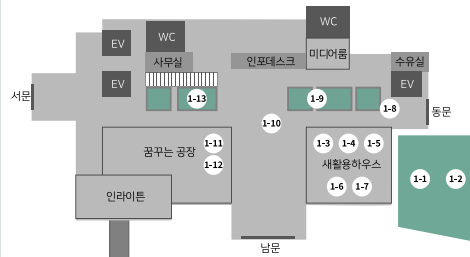 WC
WC
EV
미디어룸
사무실
인포데스크
수유실
EV
EV
서문
1-13
1-9
1-8
동문
1-10
1-11
1-3
1-4
1-5
꿈꾸는 공장
1-12
새활용하우스
1-6
1-7
1-1
1-2
인라이튼
남문